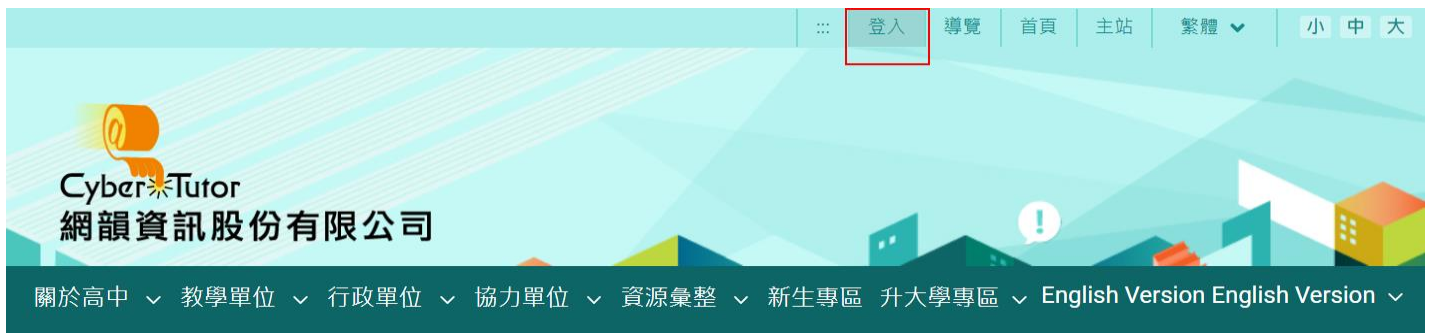 ::: 登入 導覽 首頁 主站 繁體 小 中 大
@
Cyber Tutor
網韻資訊股份有限公司
!
關於高中 教學單位 行政單位 協力單位 資源彙整 新生專區 升大學專區 English Version English Version